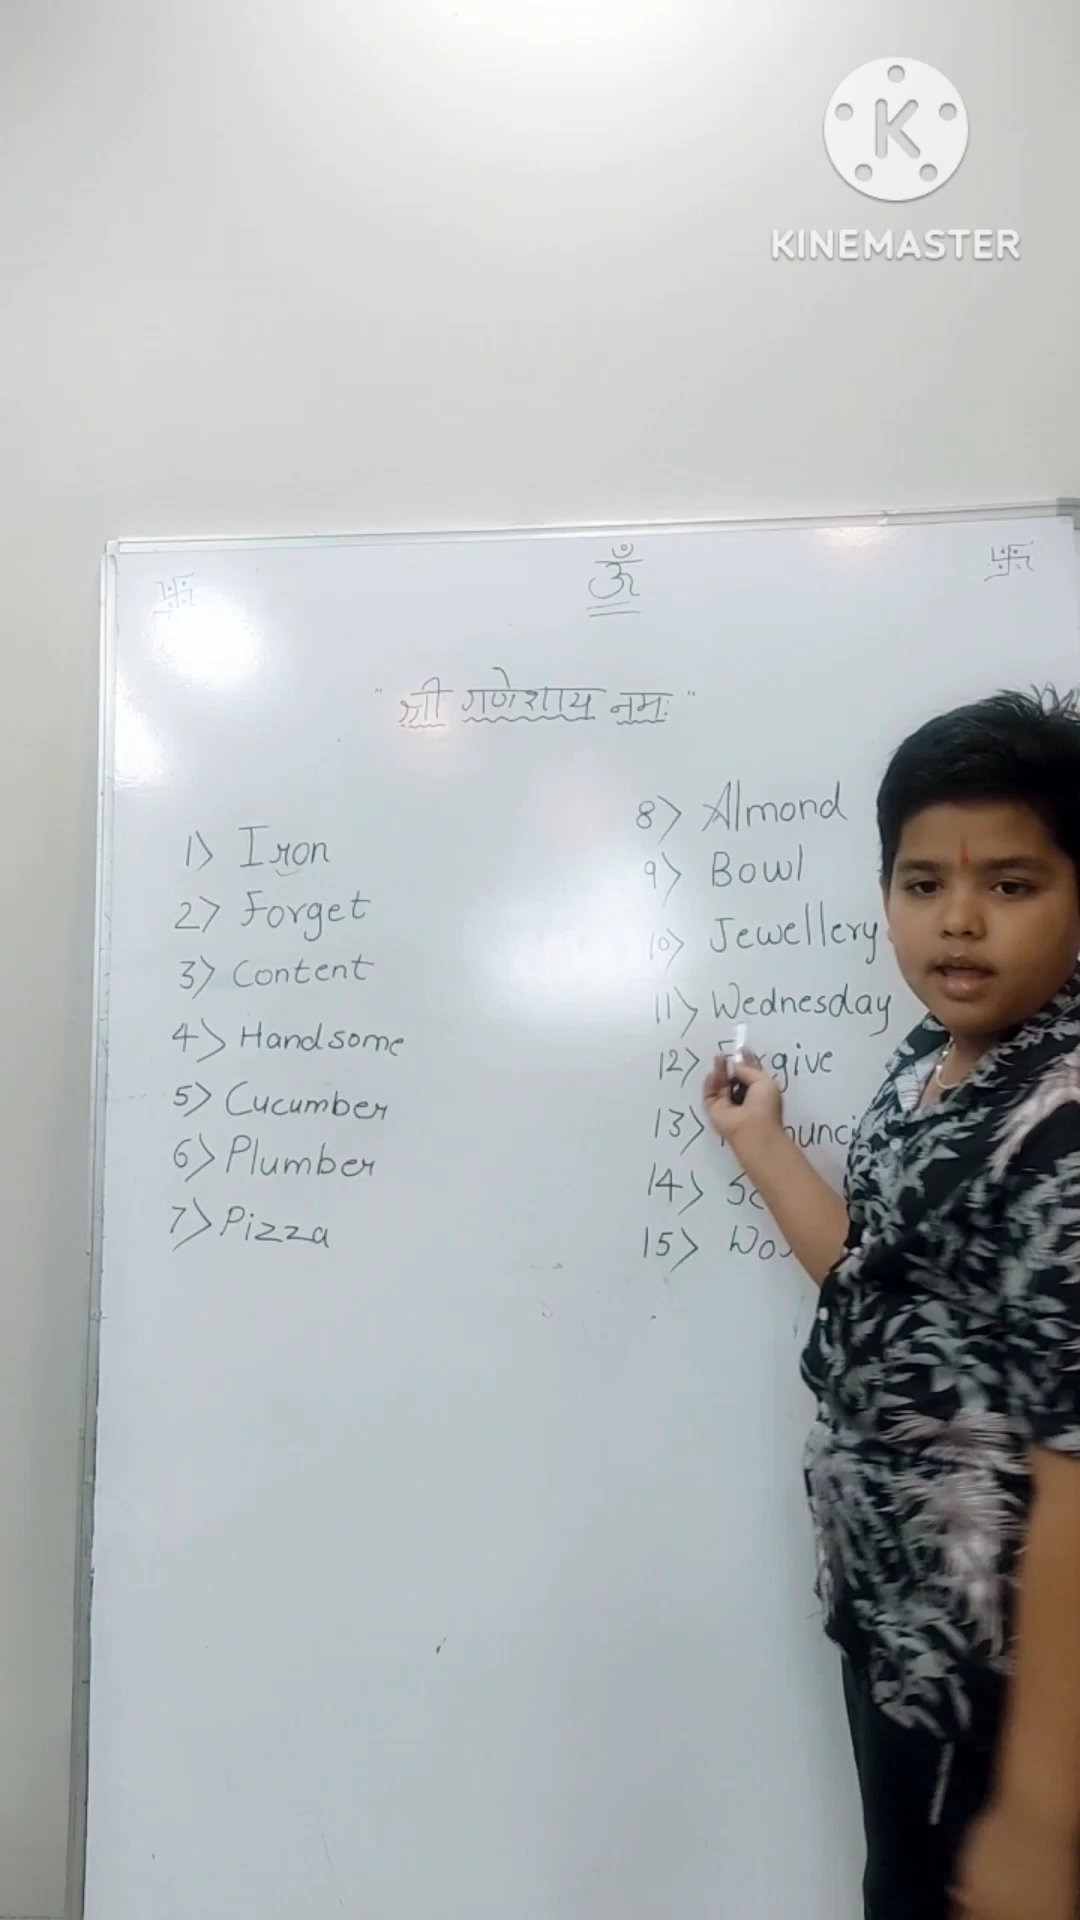 KINEMASTER
ॐ
" श्री गणेशाय नमः "
1) Iron
2) Forget
3) Content
4) Handsome
5) Cucumber
6) Plumber
7) Pizza
8) Almond
9) Bowl
10) Jewellery
11) Wednesday
12)
13)
14)
15)